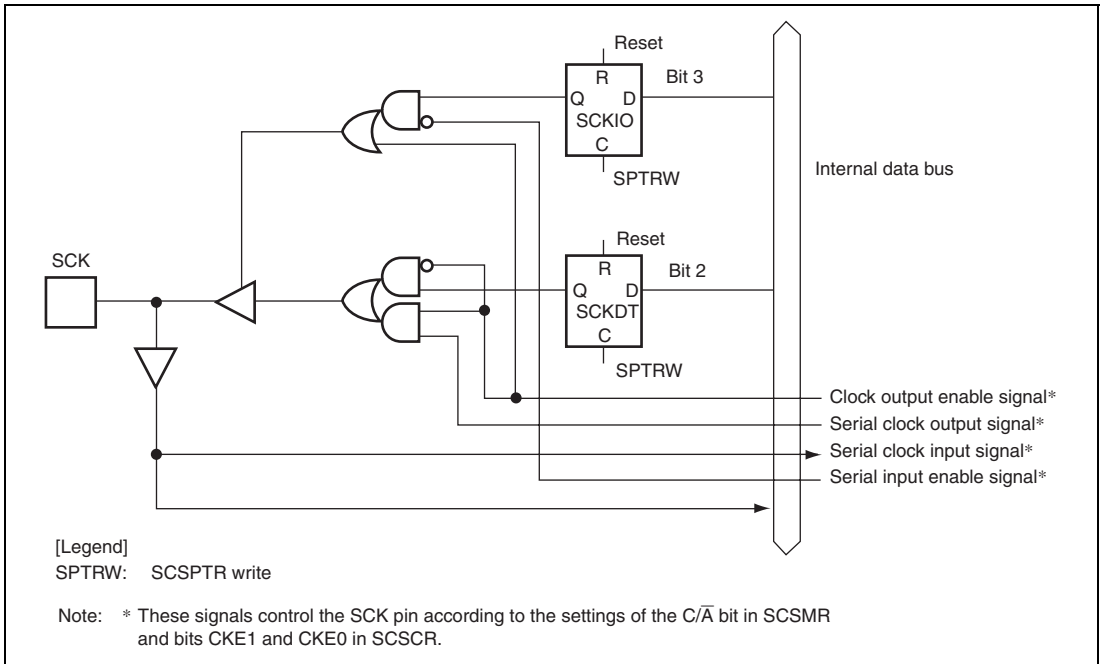 Reset
R
Bit 3
Q D
SCKIO
C
SPTRW
Internal data bus
Reset
R
Bit 2
SCK
Q D
SCKDT
C
SPTRW
Clock output enable signal*
Serial clock output signal*
Serial clock input signal*
Serial input enable signal*
[Legend]
SPTRW: SCSPTR write
Note: * These signals control the SCK pin according to the settings of the C/A̅ bit in SCSMR
and bits CKE1 and CKE0 in SCSCR.